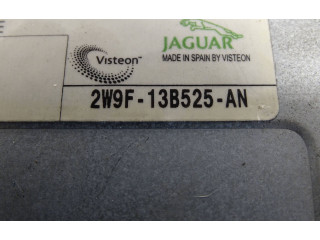 Visteon
JAGUAR
MADE IN SPAIN BY VISTEON
2W9F-13B525-AN